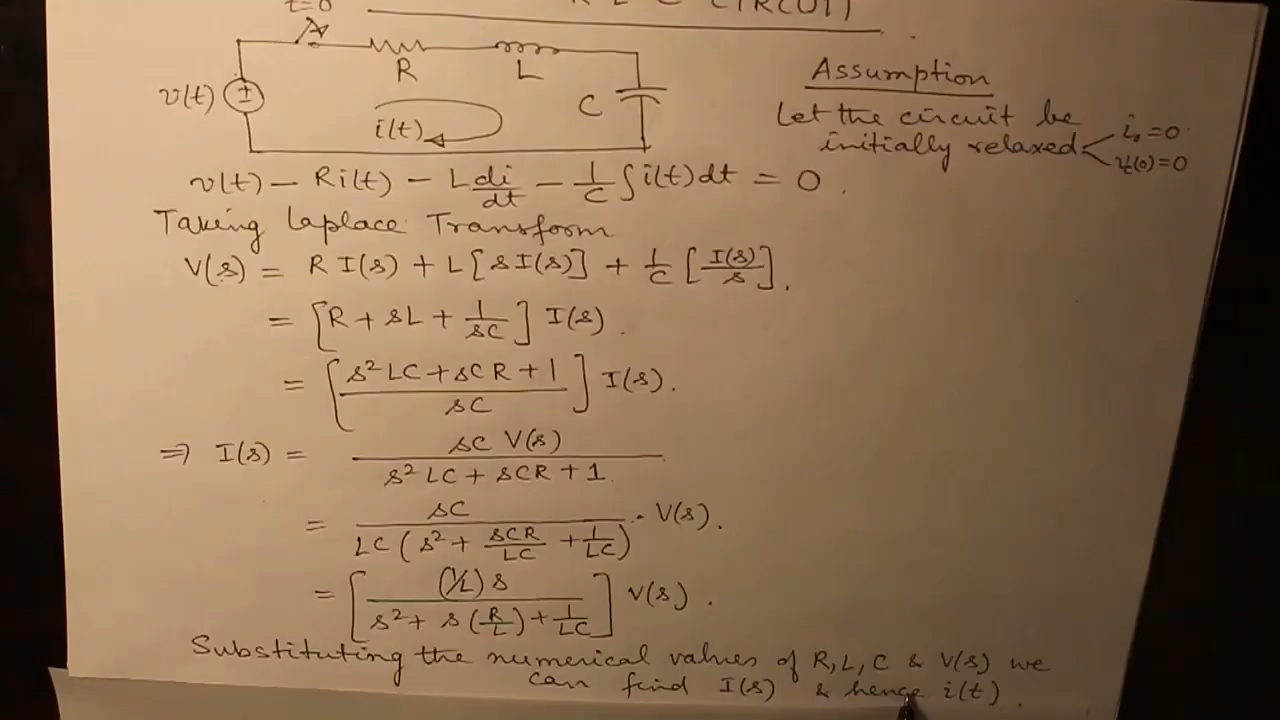 R L C CIRCUIT
t=0
R
L
v(t)
±
i(t)
C
Assumption
Let the circuit be
initially relaxed < i₀ = 0
v(0) = 0
v(t) − Ri(t) − L di/dt − 1/C ∫i(t)dt = 0.
Taking Laplace Transform
V(s) = R I(s) + L[sI(s)] + 1/C [I(s)/s].
= [R + sL + 1/sC] I(s).
= [(s²LC + sCR + 1)/sC] I(s).
⇒ I(s) = sC V(s)/(s²LC + sCR + 1.)
= sC/(LC(s² + sCR/LC + 1/LC)) · V(s).
= [(1/L)s/(s² + s(R/L) + 1/LC)] V(s).
Substituting the numerical values of R, L, C & V(s) we
can find I(s) & hence i(t).